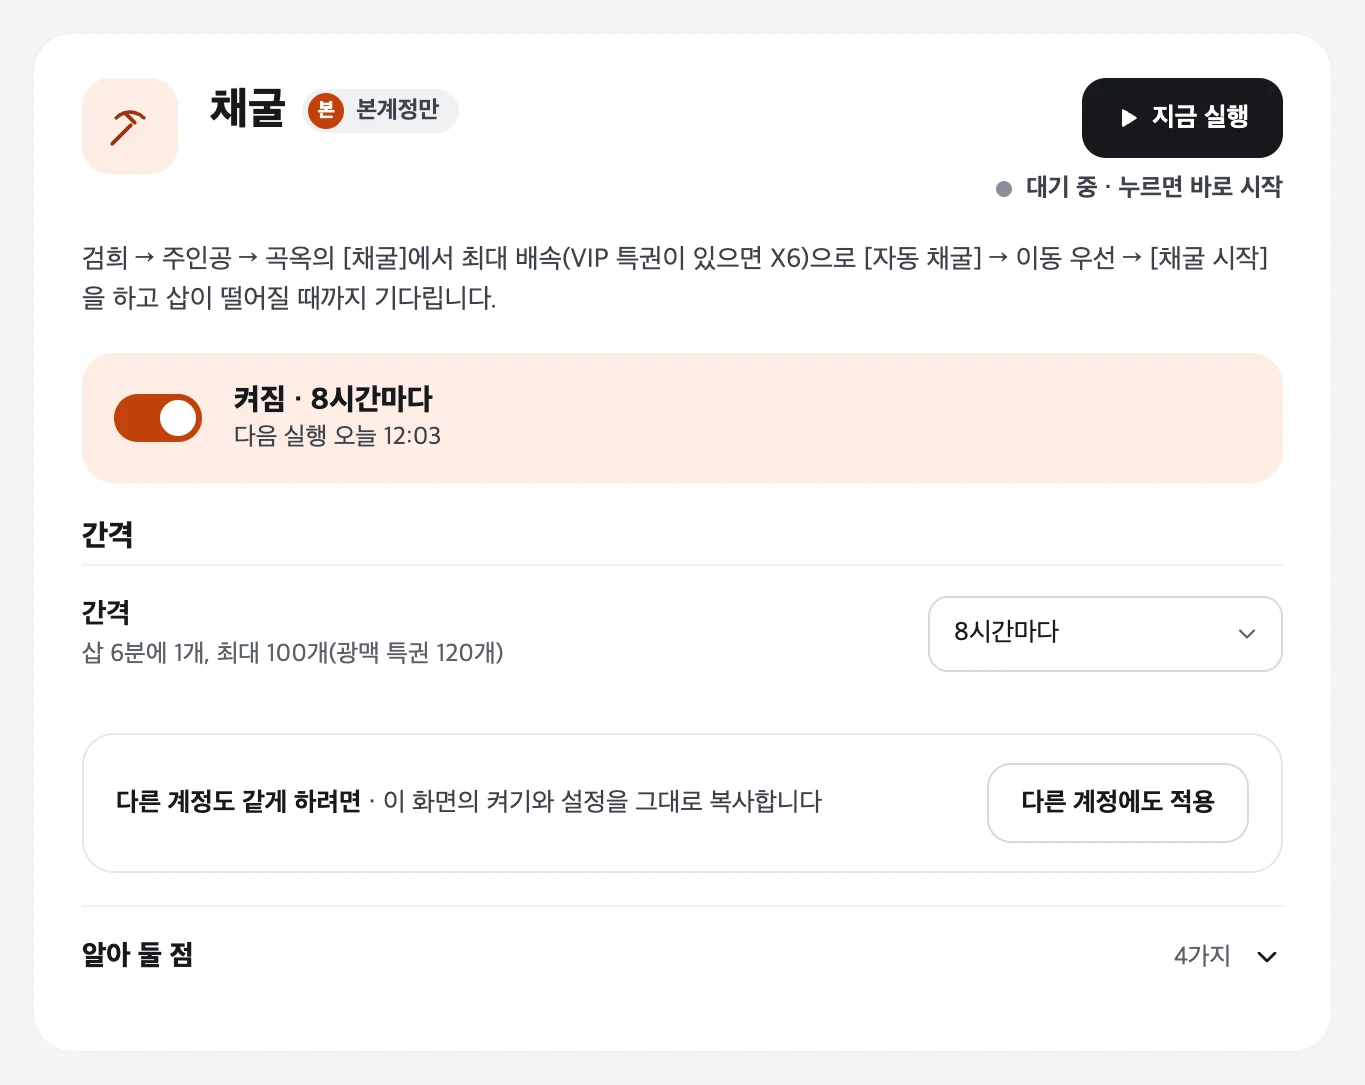 채굴
본 본계정만
▶ 지금 실행
대기 중 · 누르면 바로 시작
검희 → 주인공 → 곡옥의 [채굴]에서 최대 배속(VIP 특권이 있으면 X6)으로 [자동 채굴] → 이동 우선 → [채굴 시작]
을 하고 삽이 떨어질 때까지 기다립니다.
켜짐 · 8시간마다
다음 실행 오늘 12:03
간격
간격
삽 6분에 1개, 최대 100개(광맥 특권 120개)
8시간마다
다른 계정도 같게 하려면 · 이 화면의 켜기와 설정을 그대로 복사합니다
다른 계정에도 적용
알아 둘 점
4가지